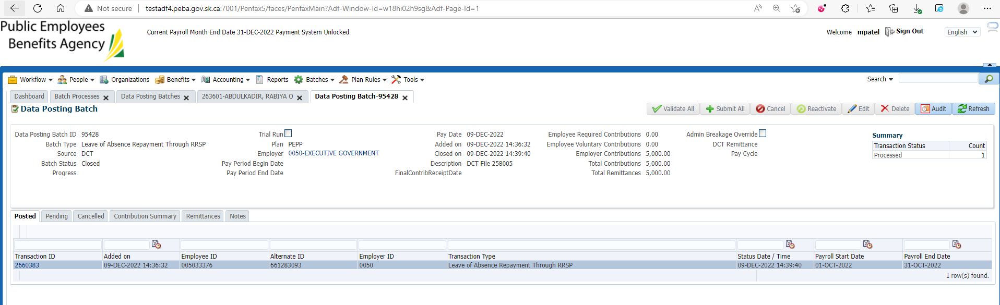 Not secure testadf4.peba.gov.sk.ca:7001/Penfax5/faces/PenfaxMain?Adf-Window-Id=w18hi02h9sg&Adf-Page-Id=1
Public Employees
Benefits Agency
Current Payroll Month End Date 31-DEC-2022 Payment System Unlocked
Welcome mpatel Sign Out English
Workflow People Organizations Benefits Accounting Reports Batches Plan Rules Tools Search
Dashboard Batch Processes Data Posting Batches 263601-ABDULKADIR, RABIYA O Data Posting Batch-95428
Data Posting Batch Validate All Submit All Cancel Reactivate Edit Delete Audit Refresh
Data Posting Batch ID 95428 Trial Run Pay Date 09-DEC-2022 Employee Required Contributions 0.00 Admin Breakage Override Summary
Batch Type Leave of Absence Repayment Through RRSP Plan PEPP Added on 09-DEC-2022 14:36:32 Employee Voluntary Contributions 0.00 DCT Remittance Transaction Status Count
Source DCT Employer 0050-EXECUTIVE GOVERNMENT Closed on 09-DEC-2022 14:39:40 Employer Contributions 5,000.00 Pay Cycle Processed 1
Batch Status Closed Pay Period Begin Date Description DCT File 258005 Total Contributions 5,000.00
Progress Pay Period End Date FinalContribReceiptDate Total Remittances 5,000.00
Posted Pending Cancelled Contribution Summary Remittances Notes
Transaction ID Added on Employee ID Alternate ID Employer ID Transaction Type Status Date / Time Payroll Start Date Payroll End Date
2660383 09-DEC-2022 14:36:32 005033376 661283093 0050 Leave of Absence Repayment Through RRSP 09-DEC-2022 14:39:40 01-OCT-2022 31-OCT-2022
1 row(s) found.